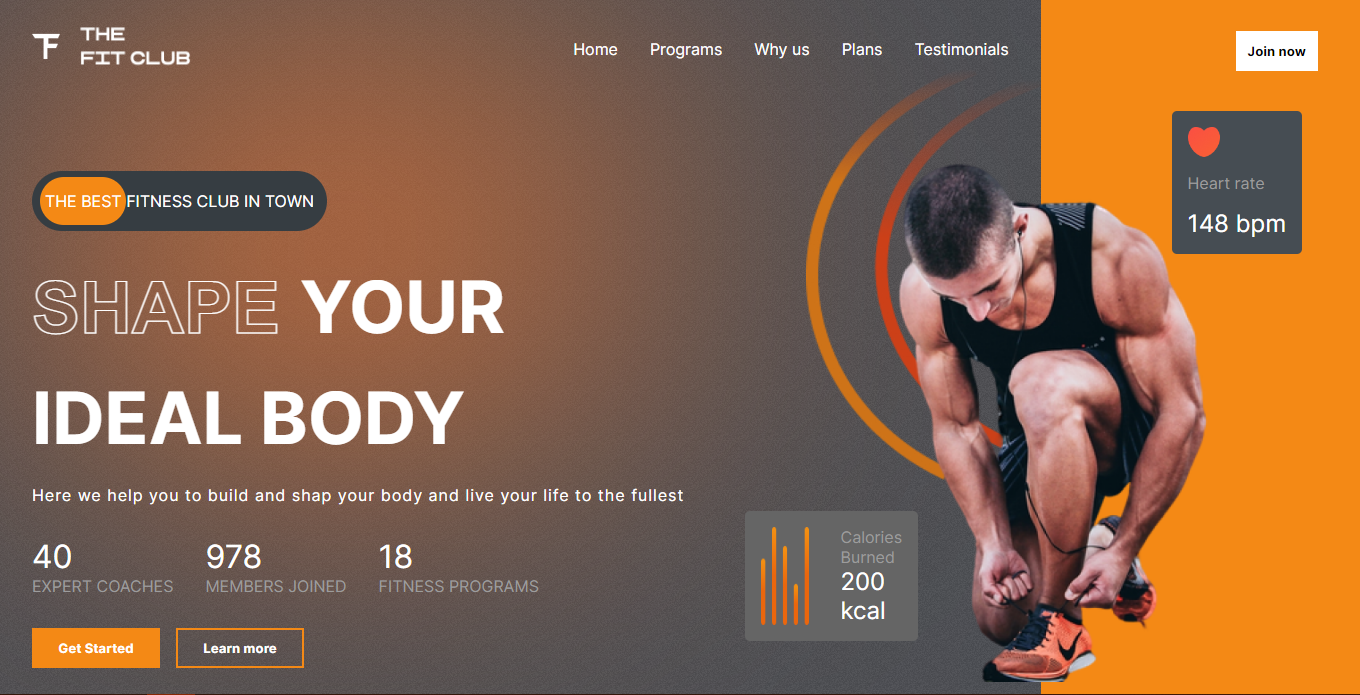 THE
FIT CLUB
Home Programs Why us Plans Testimonials
Join now
Heart rate
148 bpm
THE BEST FITNESS CLUB IN TOWN
SHAPE YOUR
IDEAL BODY
Here we help you to build and shap your body and live your life to the fullest
40 978 18
EXPERT COACHES MEMBERS JOINED FITNESS PROGRAMS
Calories
Burned
200
kcal
Get Started Learn more